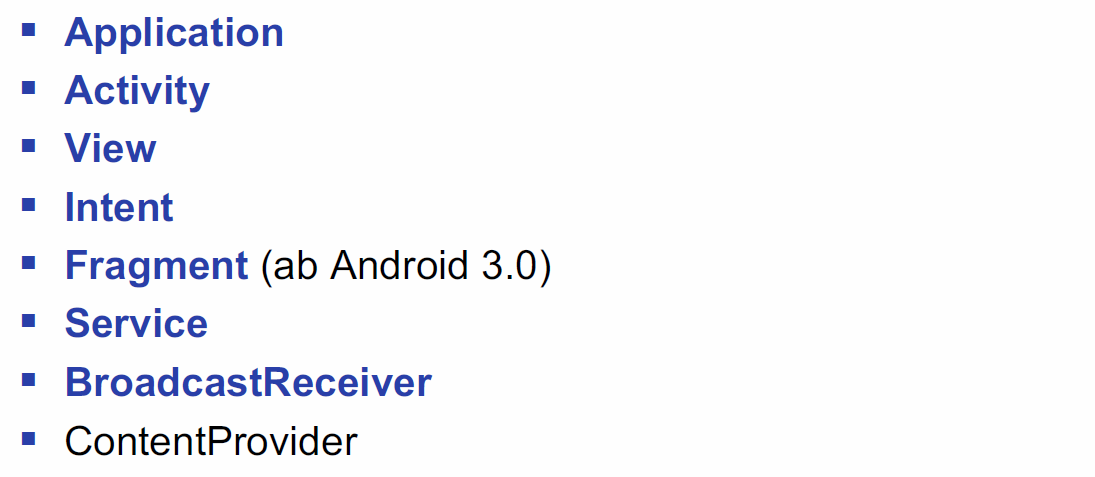 ▪ Application
▪ Activity
▪ View
▪ Intent
▪ Fragment (ab Android 3.0)
▪ Service
▪ BroadcastReceiver
▪ ContentProvider